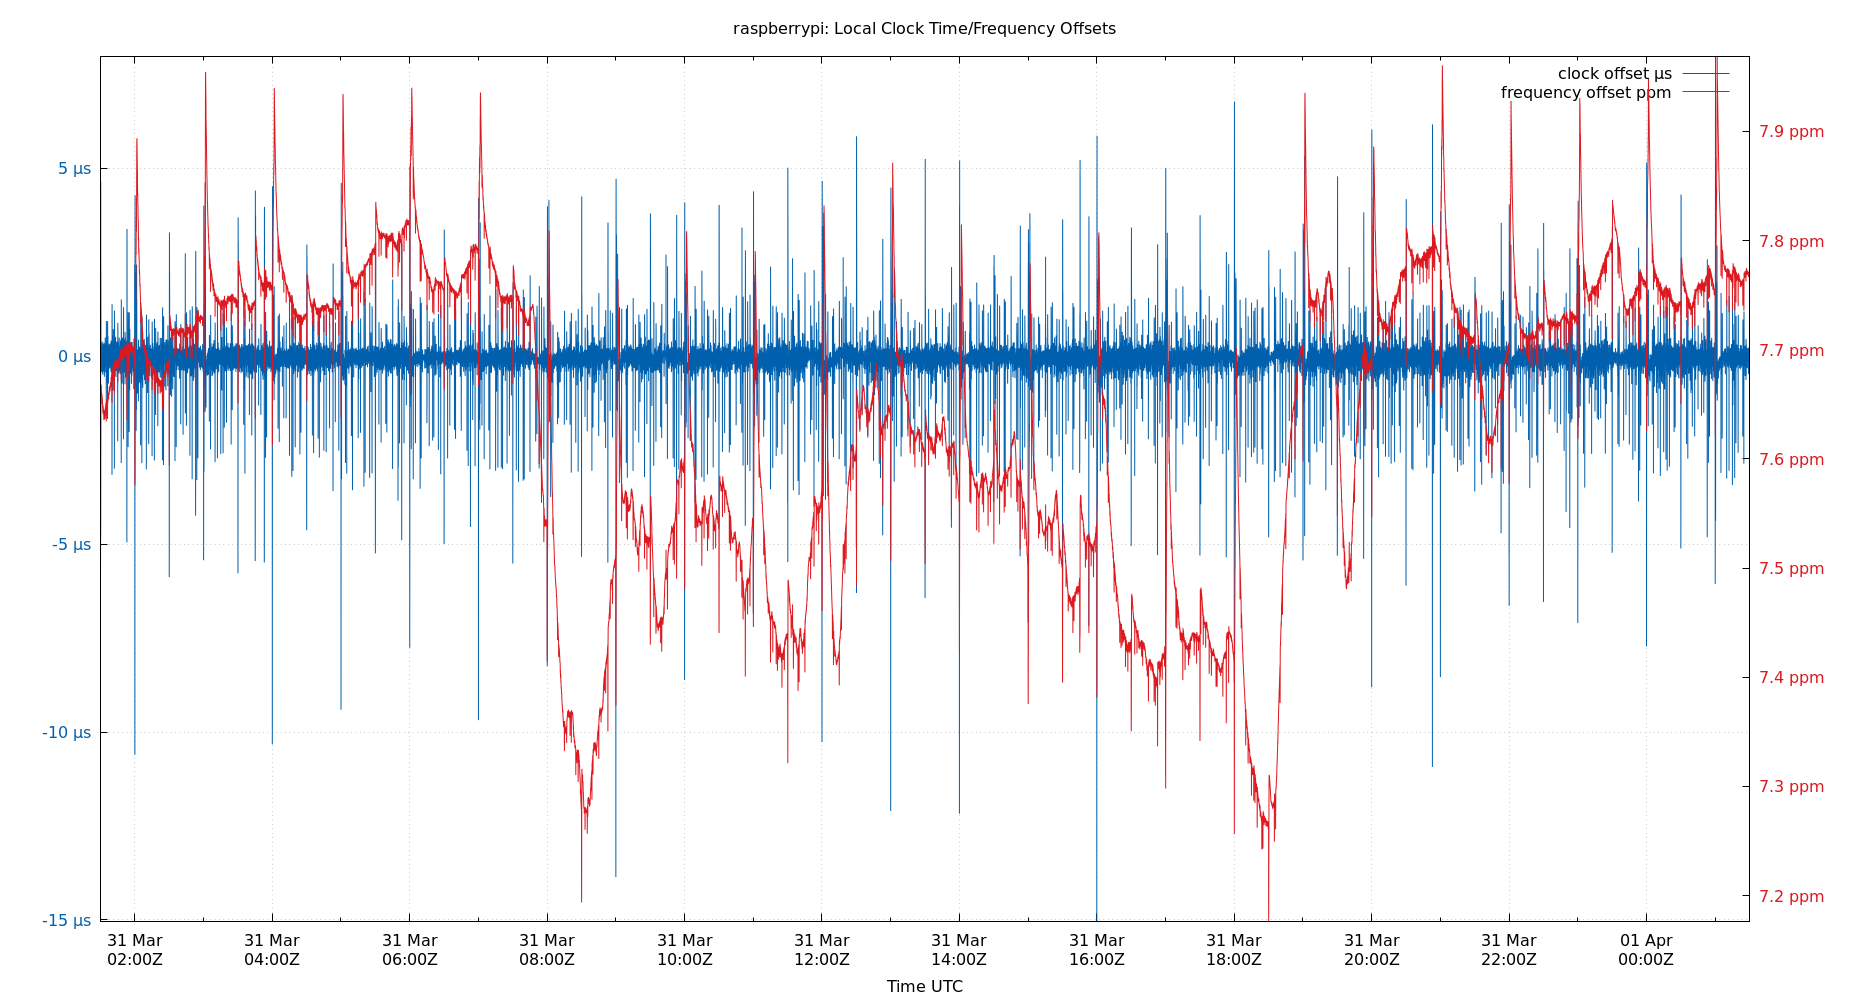 raspberrypi: Local Clock Time/Frequency Offsets
clock offset µs
frequency offset ppm
5 µs
0 µs
-5 µs
-10 µs
-15 µs
7.9 ppm
7.8 ppm
7.7 ppm
7.6 ppm
7.5 ppm
7.4 ppm
7.3 ppm
7.2 ppm
31 Mar 31 Mar 31 Mar 31 Mar 31 Mar 31 Mar 31 Mar 31 Mar 31 Mar 31 Mar 31 Mar 01 Apr
02:00Z 04:00Z 06:00Z 08:00Z 10:00Z 12:00Z 14:00Z 16:00Z 18:00Z 20:00Z 22:00Z 00:00Z
Time UTC